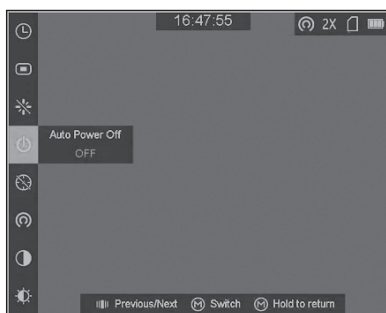 16:47:55
2X
Auto Power Off
OFF
Previous/Next M Switch M Hold to return